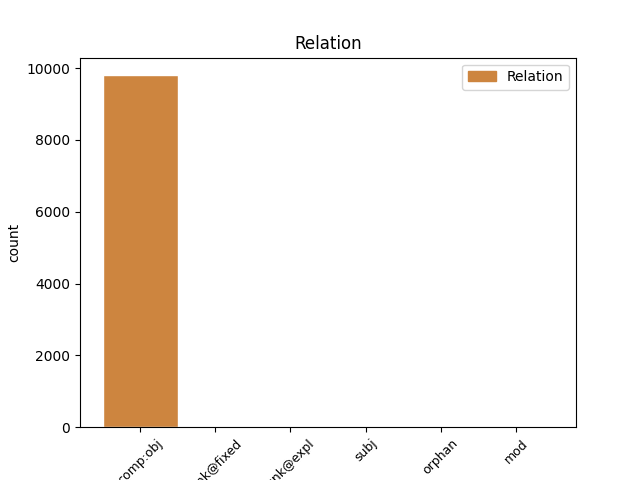 Relation
Relation
count
10000
8000
6000
4000
2000
0
comp:obj
nk@fixed
nk@expl
subj
orphan
mod